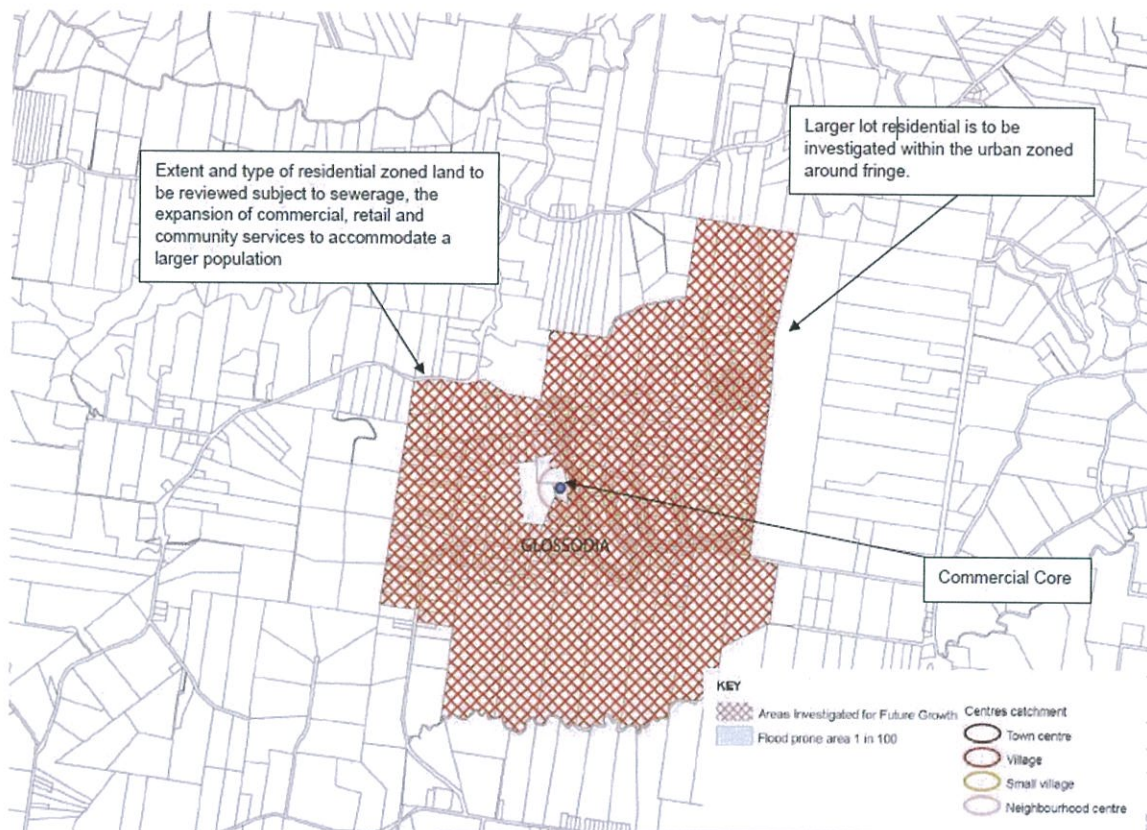 Extent and type of residential zoned land to
be reviewed subject to sewerage, the
expansion of commercial, retail and
community services to accommodate a
larger population
Larger lot residential is to be
investigated within the urban zoned
around fringe.
GLOSSODIA
Commercial Core
KEY
Areas Investigated for Future Growth
Flood prone area 1 in 100
Centres catchment
Town centre
Village
Small village
Neighbourhood centre